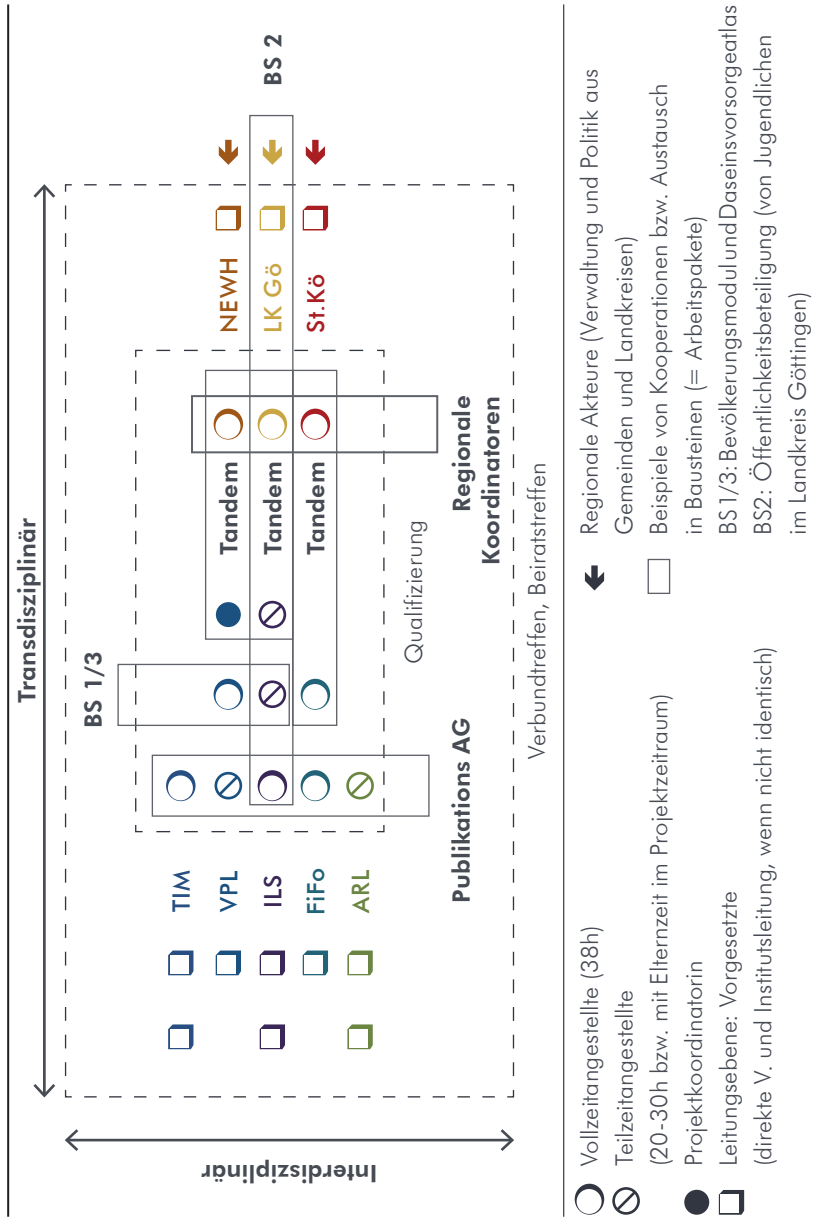 Transdisziplinär
Interdisziplinär
BS 1/3
BS 2
TIM
VPL
ILS
FiFo
ARL
Tandem
Tandem
Tandem
NEWH
LK Gö
St.Kö
Publikations AG
Qualifizierung
Regionale
Koordinatoren
Verbundtreffen, Beiratstreffen
Vollzeitangestellte (38h)
Teilzeitangestellte
(20-30h bzw. mit Elternzeit im Projektzeitraum)
Projektkoordinatorin
Leitungsebene: Vorgesetzte
(direkte V. und Institutsleitung, wenn nicht identisch)
Regionale Akteure (Verwaltung und Politik aus
Gemeinden und Landkreisen)
Beispiele von Kooperationen bzw. Austausch
in Bausteinen (= Arbeitspakete)
BS1/3: Bevölkerungsmodul und Daseinsvorsorgeatlas
BS2: Öffentlichkeitsbeteiligung (von Jugendlichen
im Landkreis Göttingen)